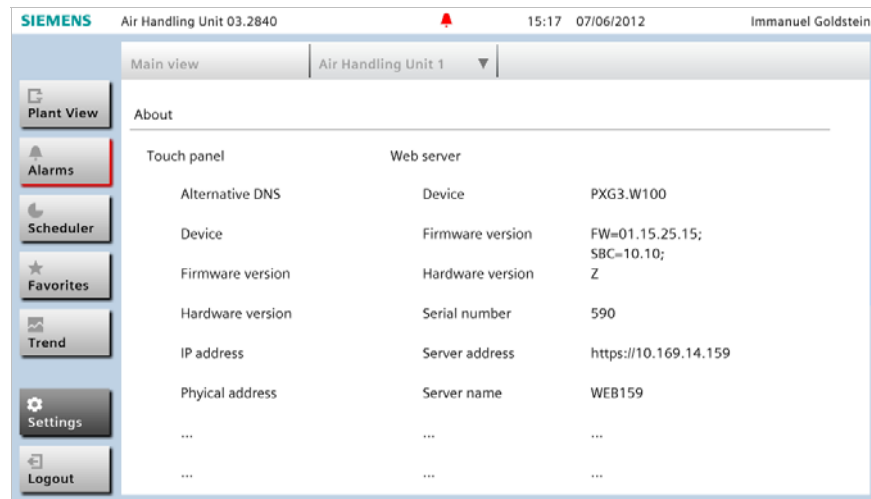 SIEMENS Air Handling Unit 03.2840 15:17 07/06/2012 Immanuel Goldstein
Main view Air Handling Unit 1
Plant View
Alarms
Scheduler
Favorites
Trend
Settings
Logout
About
Touch panel Web server
Alternative DNS Device PXG3.W100
Device Firmware version FW=01.15.25.15;
SBC=10.10;
Firmware version Hardware version Z
Hardware version Serial number 590
IP address Server address https://10.169.14.159
Phyical address Server name WEB159
... ... ...
... ... ...